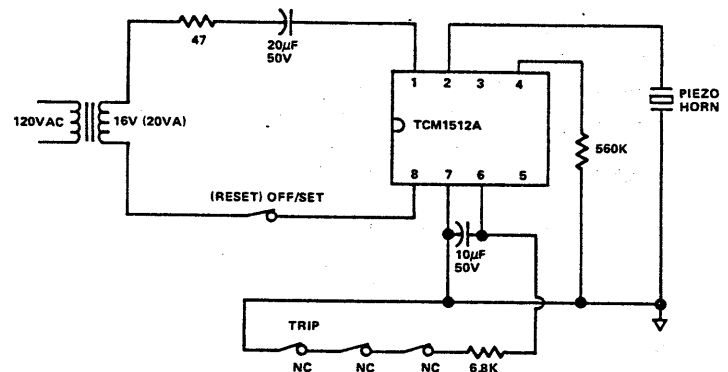 47
20μF
50V
120VAC
16V (20VA)
1
2
3
4
TCM1512A
8
7
6
5
PIEZO
HORN
560K
(RESET) OFF/SET
10μF
50V
TRIP
NC
NC
NC
6.8K